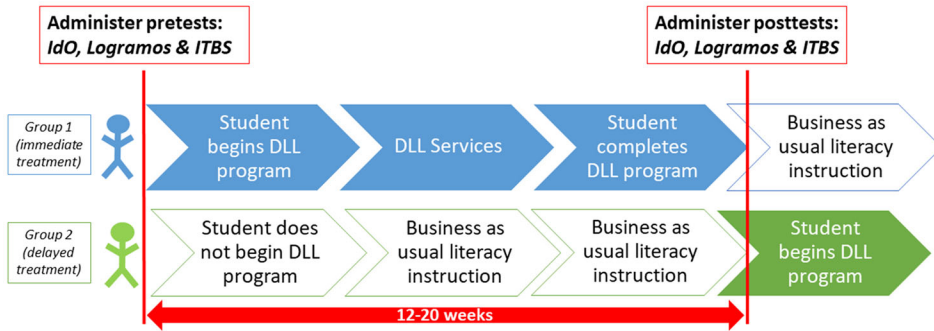 Administer pretests:
IdO, Logramos & ITBS
Administer posttests:
IdO, Logramos & ITBS
Group 1
(immediate
treatment)
Student
begins DLL
program
DLL Services
Student
completes
DLL program
Business as
usual literacy
instruction
Group 2
(delayed
treatment)
Student does
not begin DLL
program
Business as
usual literacy
instruction
Business as
usual literacy
instruction
Student
begins DLL
program
12-20 weeks